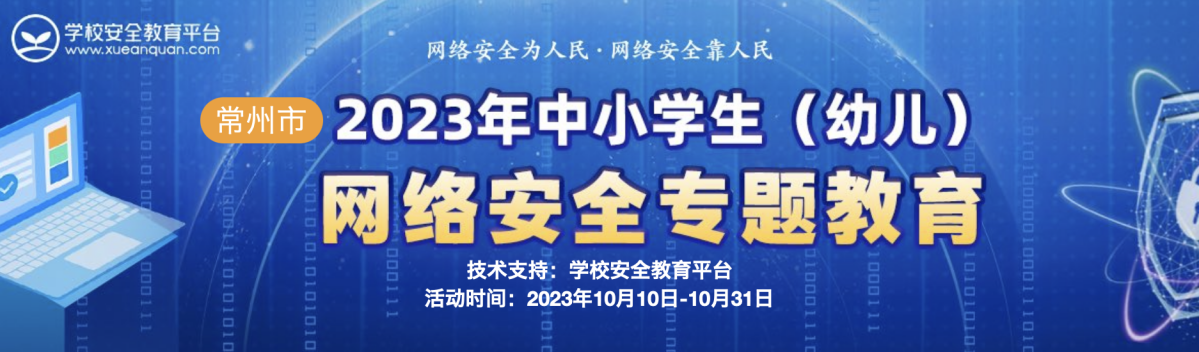 学校安全教育平台
www.xueanquan.com
网络安全为人民·网络安全靠人民
常州市
2023年中小学生（幼儿）
网络安全专题教育
技术支持：学校安全教育平台
活动时间：2023年10月10日-10月31日